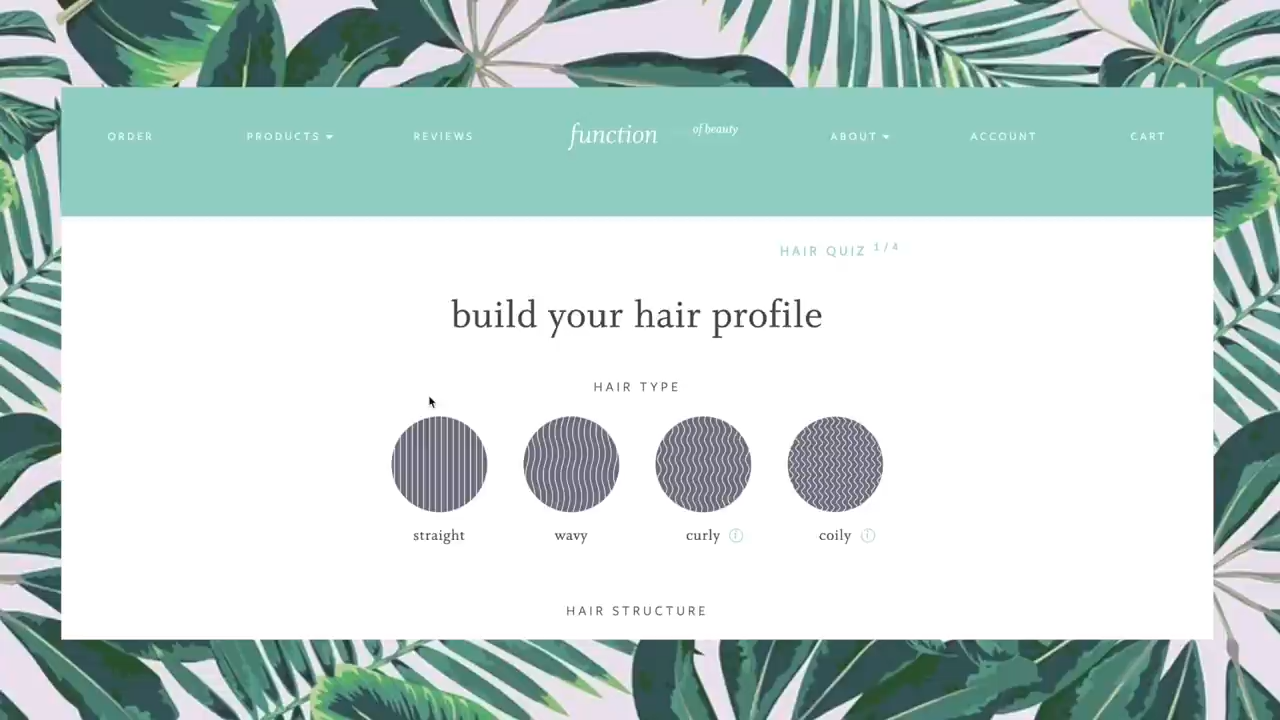 ORDER PRODUCTS REVIEWS function of beauty ABOUT ACCOUNT CART
HAIR QUIZ 1/4
build your hair profile
HAIR TYPE
straight wavy curly coily
HAIR STRUCTURE